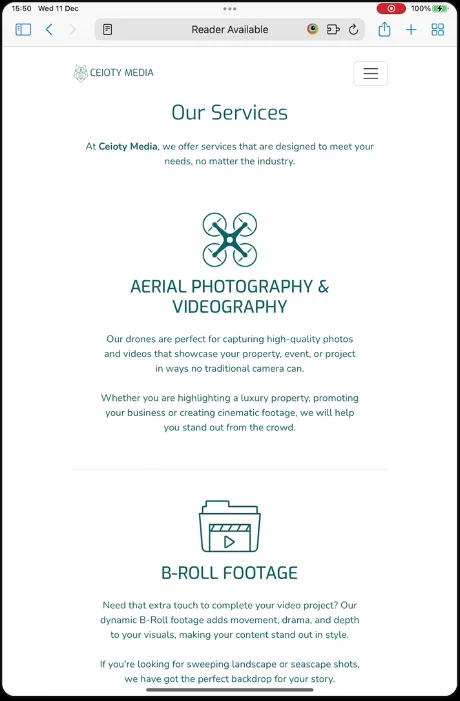 15:50 Wed 11 Dec
100%
Reader Available
CEIOTY MEDIA
Our Services
At Ceioty Media, we offer services that are designed to meet your
needs, no matter the industry.
AERIAL PHOTOGRAPHY &
VIDEOGRAPHY
Our drones are perfect for capturing high-quality photos
and videos that showcase your property, event, or project
in ways no traditional camera can.
Whether you are highlighting a luxury property, promoting
your business or creating cinematic footage, we will help
you stand out from the crowd.
B-ROLL FOOTAGE
Need that extra touch to complete your video project? Our
dynamic B-Roll footage adds movement, drama, and depth
to your visuals, making your content stand out in style.
If you're looking for sweeping landscape or seascape shots,
we have got the perfect backdrop for your story.